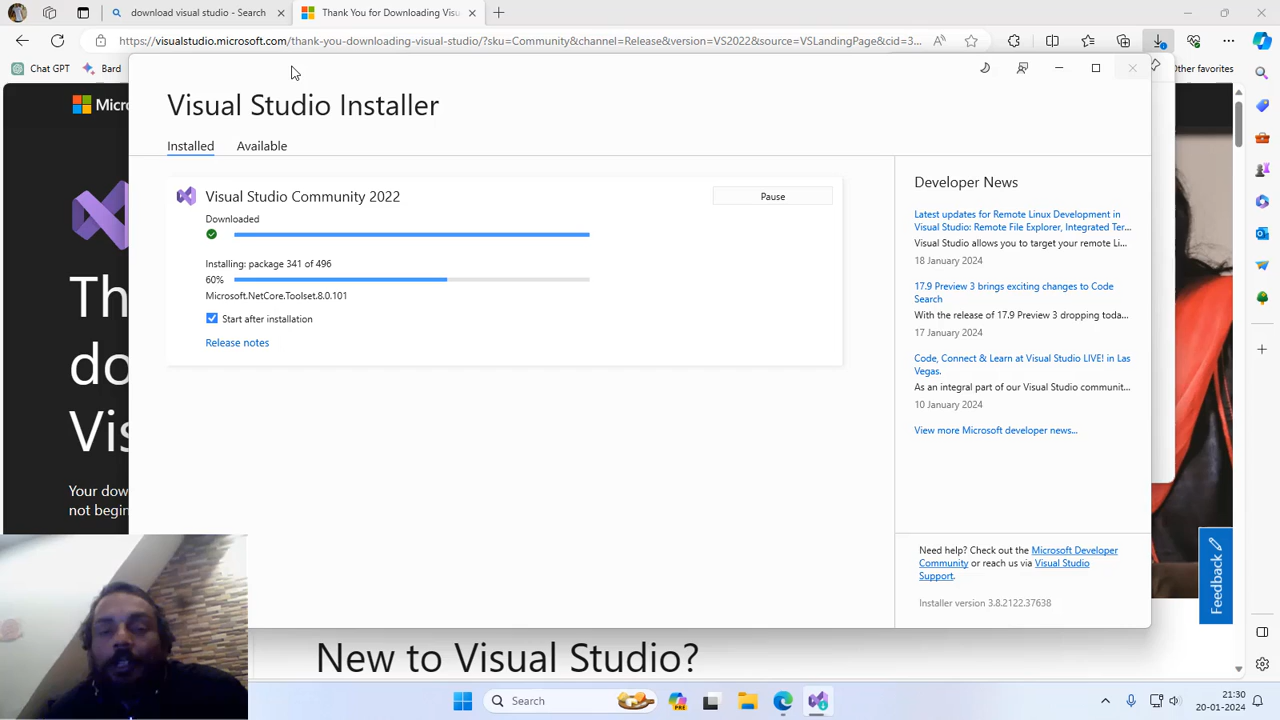 download visual studio
Thank You for Downloading Visu
https://visualstudio.microsoft.com/thank-you-downloading-visual-studio/?sku=Community&channel=Release&version=VS2022&source=VSLandingPage&cid=3...
Chat GPT
Bard
Other favorites
Micro
Visual Studio Installer
Installed
Available
Visual Studio Community 2022
Pause
Downloaded
Installing: package 341 of 496
60%
Microsoft.NetCore.Toolset.8.0.101
Start after installation
Release notes
Developer News
Latest updates for Remote Linux Development in
Visual Studio: Remote File Explorer, Integrated Ter...
Visual Studio allows you to target your remote Li...
18 January 2024
17.9 Preview 3 brings exciting changes to Code
Search
With the release of 17.9 Preview 3 dropping toda...
17 January 2024
Code, Connect & Learn at Visual Studio LIVE! in Las
Vegas.
As an integral part of our Visual Studio communit...
10 January 2024
View more Microsoft developer news...
Need help? Check out the Microsoft Developer
Community or reach us via Visual Studio
Support.
Installer version 3.8.2122.37638
Th
do
Vis
Your dow
not begin
Feedback
New to Visual Studio?
Search
PRE
21:30
20-01-2024